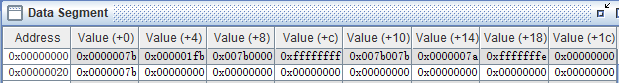 Data Segment
Address Value (+0) Value (+4) Value (+8) Value (+c) Value (+10) Value (+14) Value (+18) Value (+1c)
0x00000000 0x0000007b 0x000001fb 0x007b0000 0xffffffff 0x007b007b 0x0000007a 0xfffffffe 0x00000000
0x00000020 0x0000007b 0x00000000 0x00000000 0x00000000 0x00000000 0x00000000 0x00000000 0x00000000